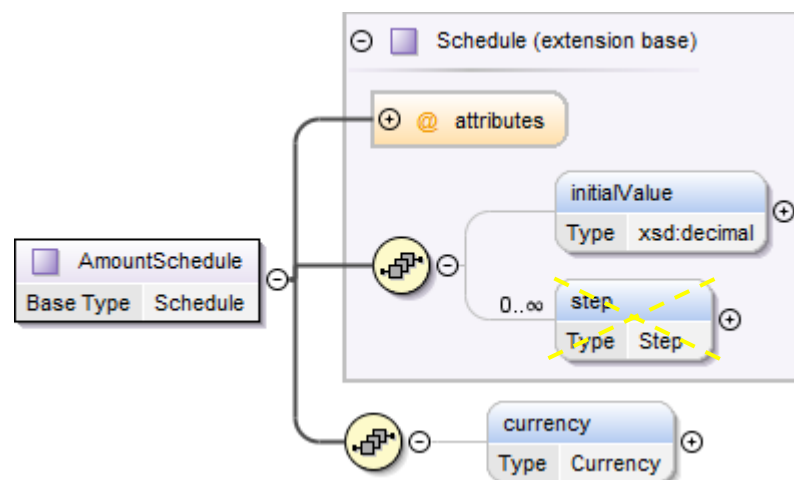 Schedule (extension base)
@ attributes
initialValue
Type xsd:decimal
AmountSchedule
Base Type Schedule
0..∞
step
Type Step
currency
Type Currency